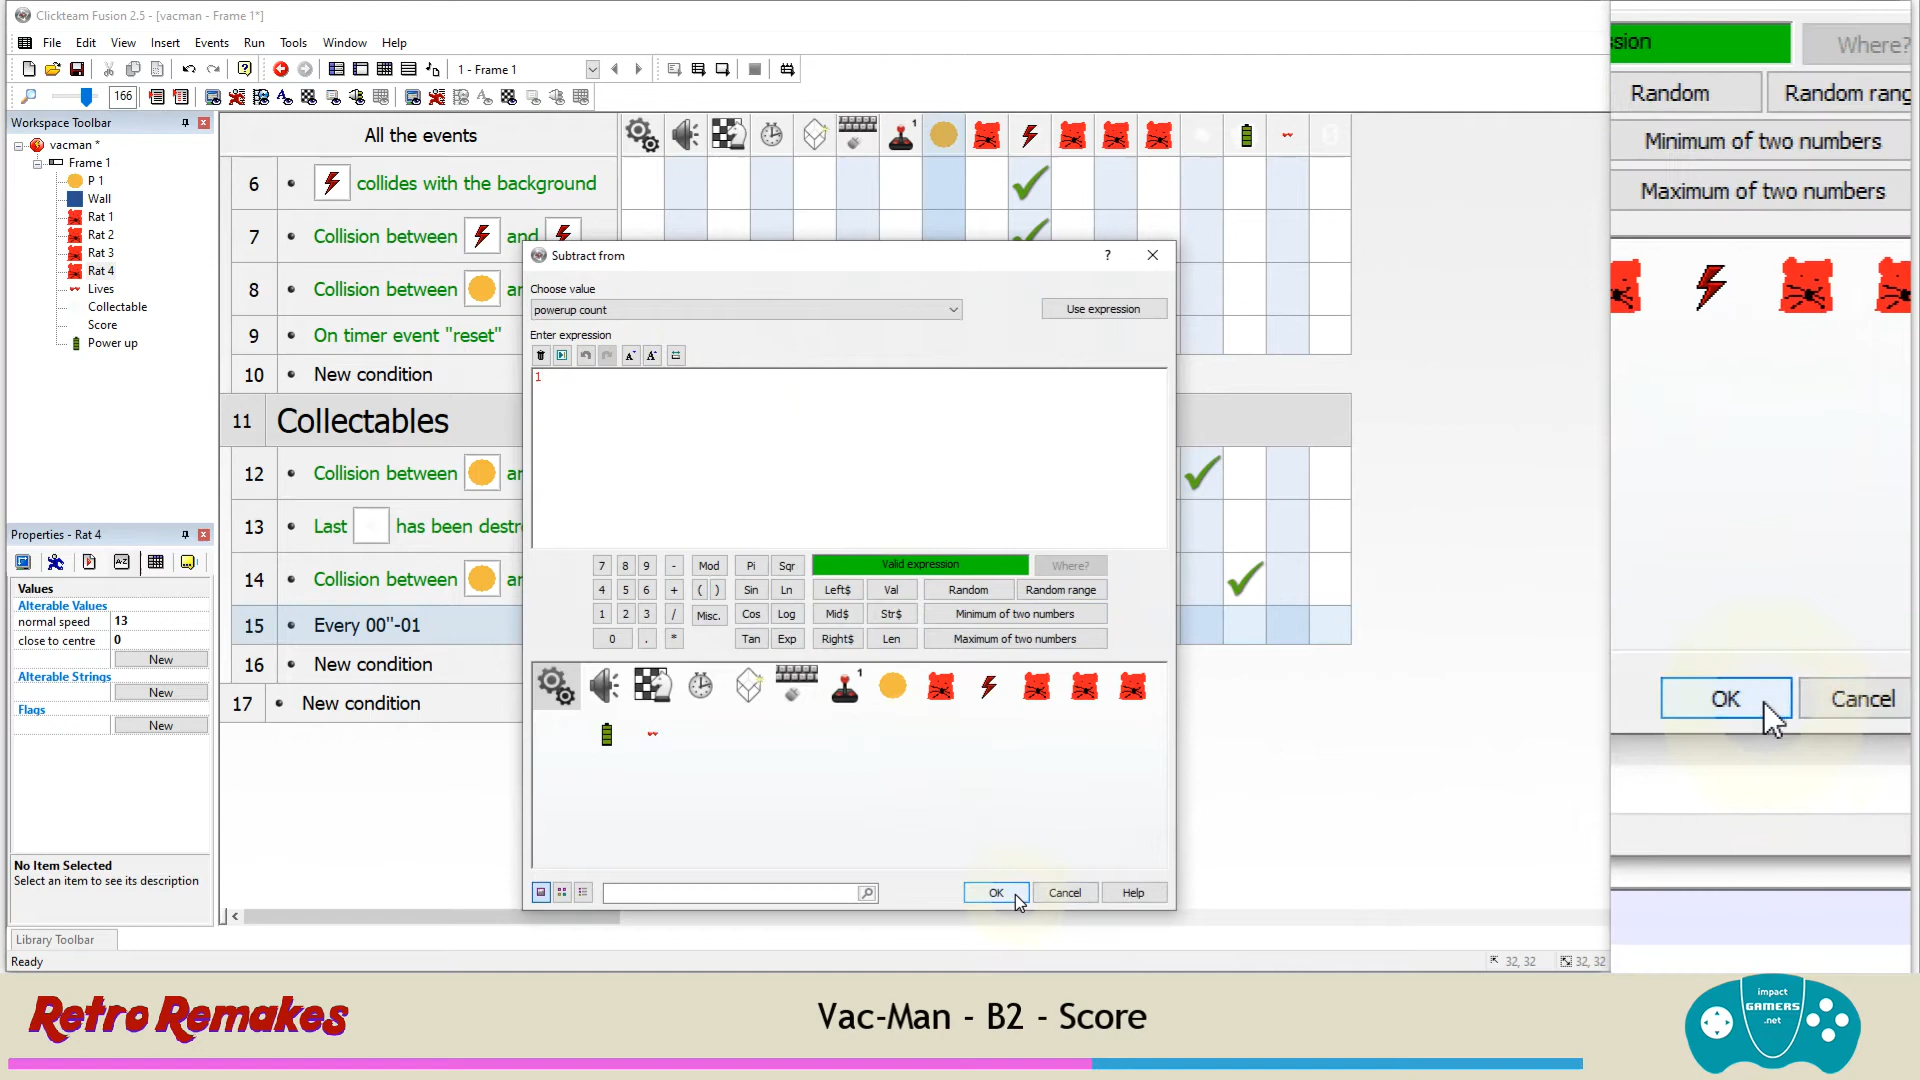 Clickteam Fusion 2.5 - [vacman - Frame 1*]
File Edit View Insert Events Run Tools Window Help
1 - Frame 1
166
Workspace Toolbar
vacman *
Frame 1
P 1
Wall
Rat 1
Rat 2
Rat 3
Rat 4
Lives
Collectable
Score
Power up
Properties - Rat 4
Values
Alterable Values
normal speed 13
close to centre 0
New
Alterable Strings
New
Flags
New
No Item Selected
Select an item to see its description
Library Toolbar
Ready
All the events
1
6 collides with the background
7 Collision between and
8 Collision between
9 On timer event "reset"
10 New condition
11 Collectables
12 Collision between
13 Last has been destr
14 Collision between
15 Every 00"-01
16 New condition
17 New condition
Subtract from
?
Choose value
powerup count
Use expression
Enter expression
A A
1
7 8 9 - Mod Pi Sqr Valid expression Where?
4 5 6 + ( ) Sin Ln Left$ Val Random Random range
1 2 3 / Misc. Cos Log Mid$ Str$ Minimum of two numbers
0 . * Tan Exp Right$ Len Maximum of two numbers
1
OK Cancel Help
32, 32 32, 32
ssion Where?
Random Random rang
Minimum of two numbers
Maximum of two numbers
OK Cancel
Retro Remakes
Vac-Man - B2 - Score
impact
GAMERS
.net